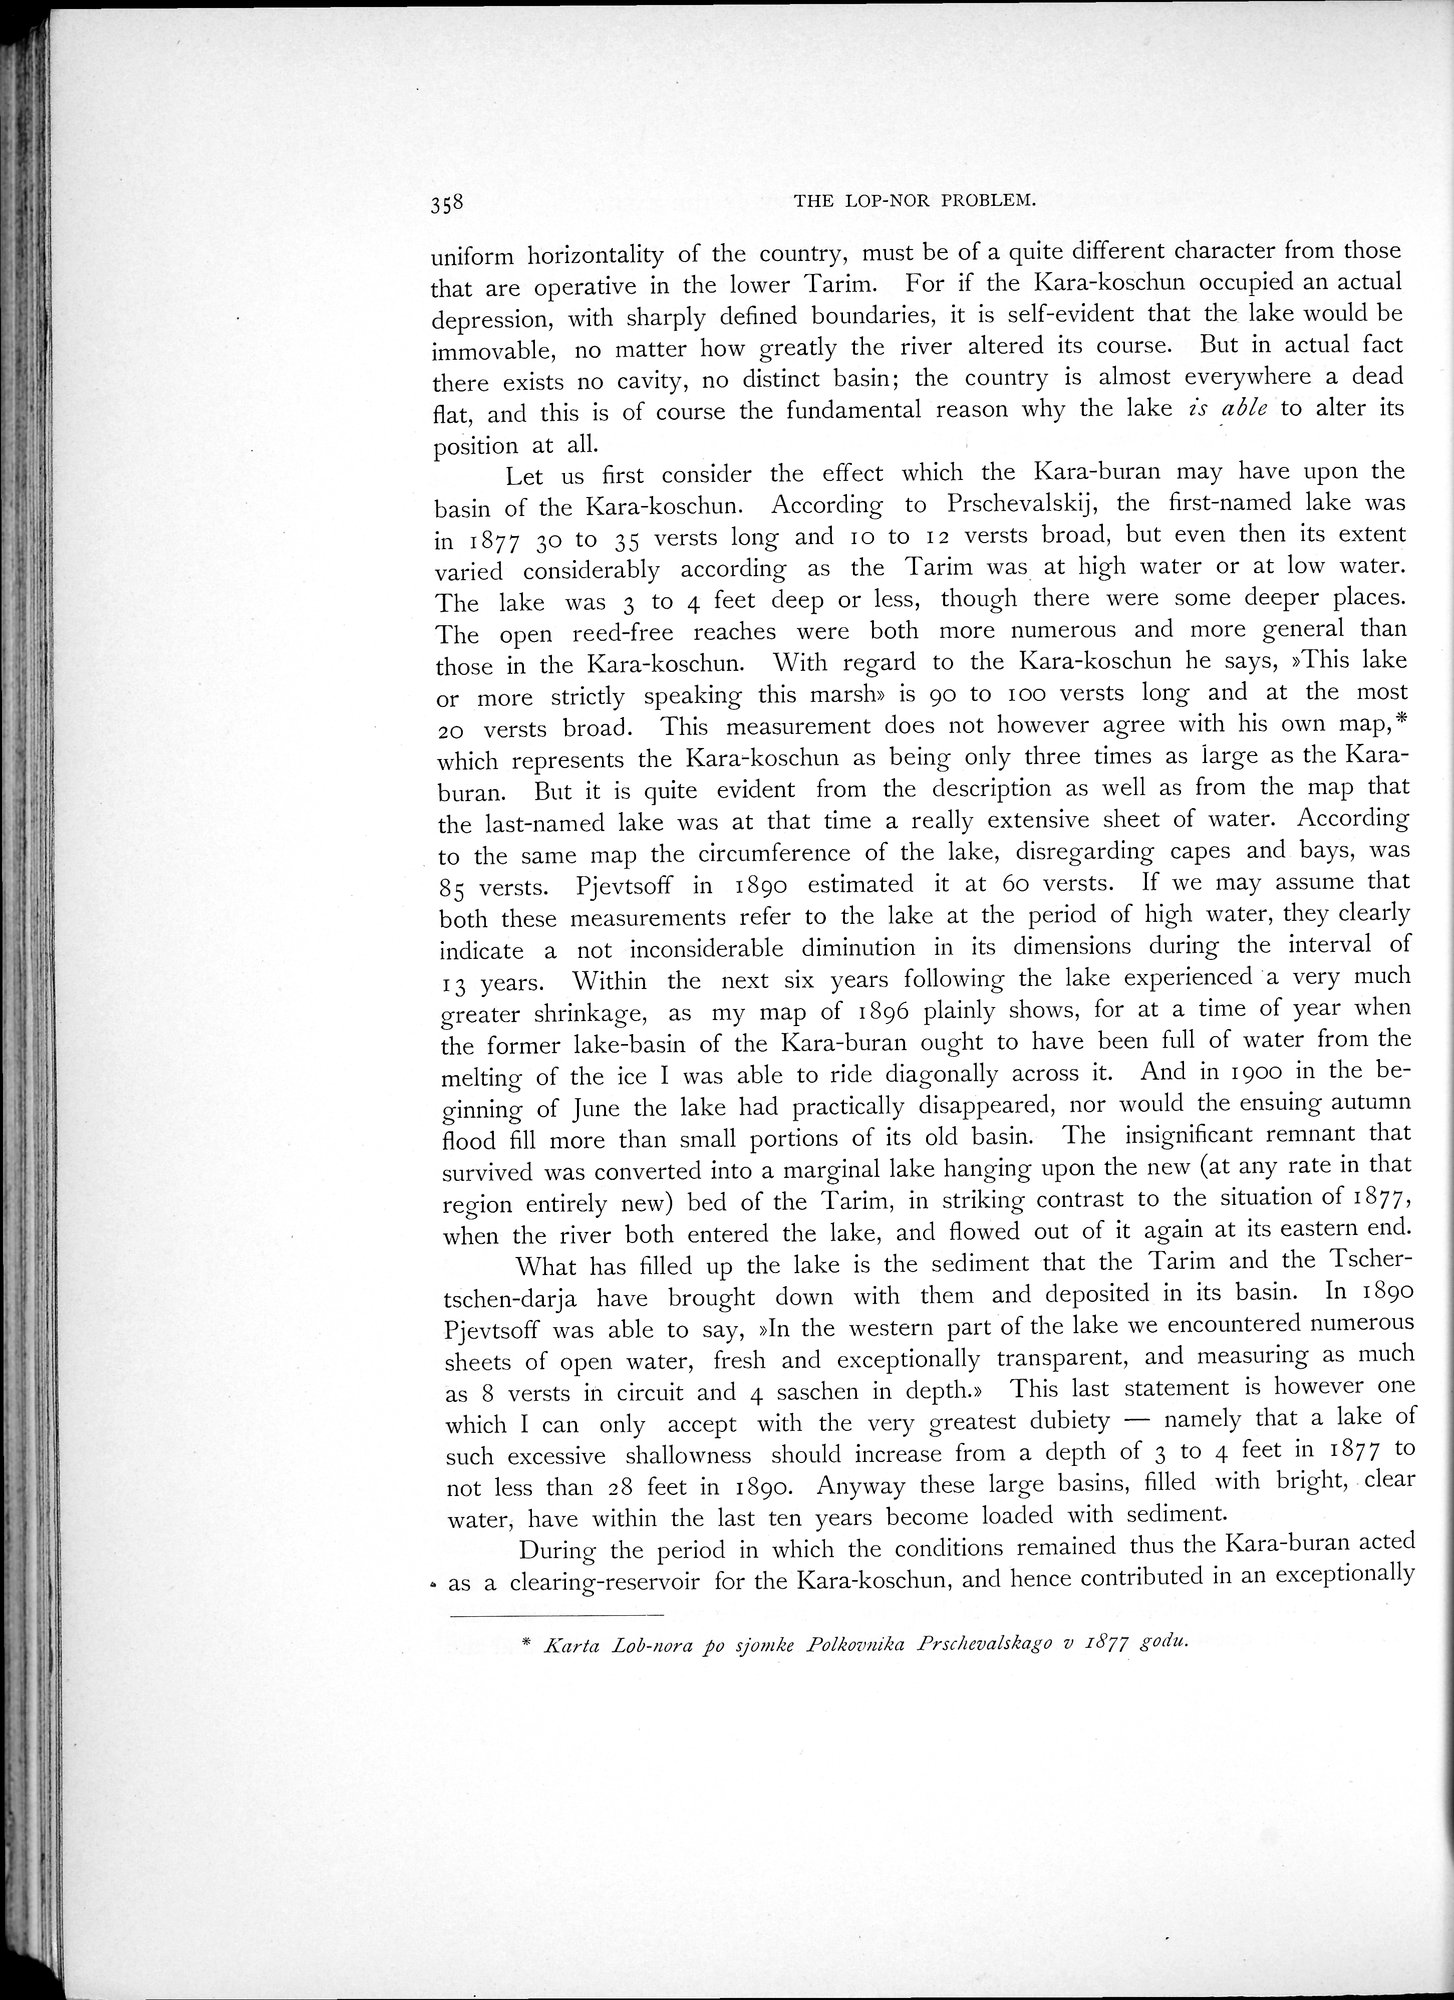 358
THE LOP-NOR PROBLEM.
uniform horizontality of the country, must be of a quite different character from those
that are operative in the lower Tarim. For if the Kara-koschun occupied an actual
depression, with sharply defined boundaries, it is self-evident that the lake would be
immovable, no matter how greatly the river altered its course. But in actual fact
there exists no cavity, no distinct basin; the country is almost everywhere a dead
flat, and this is of course the fundamental reason why the lake is able to alter its
position at all.
Let us first consider the effect which the Kara-buran may have upon the
basin of the Kara-koschun. According to Prschevalskij, the first-named lake was
in 1877 30 to 35 versts long and 10 to 12 versts broad, but even then its extent
varied considerably according as the Tarim was at high water or at low water.
The lake was 3 to 4 feet deep or less, though there were some deeper places.
The open reed-free reaches were both more numerous and more general than
those in the Kara-koschun. With regard to the Kara-koschun he says, »This lake
or more strictly speaking this marsh» is 90 to 100 versts long and at the most
20 versts broad. This measurement does not however agree with his own map,*
which represents the Kara-koschun as being only three times as large as the Kara-
buran. But it is quite evident from the description as well as from the map that
the last-named lake was at that time a really extensive sheet of water. According
to the same map the circumference of the lake, disregarding capes and bays, was
85 versts. Pjevtsoff in 1890 estimated it at 60 versts. If we may assume that
both these measurements refer to the lake at the period of high water, they clearly
indicate a not inconsiderable diminution in its dimensions during the interval of
13 years. Within the next six years following the lake experienced a very much
greater shrinkage, as my map of 1896 plainly shows, for at a time of year when
the former lake-basin of the Kara-buran ought to have been full of water from the
melting of the ice I was able to ride diagonally across it. And in 1900 in the be-
ginning of June the lake had practically disappeared, nor would the ensuing autumn
flood fill more than small portions of its old basin. The insignificant remnant that
survived was converted into a marginal lake hanging upon the new (at any rate in that
region entirely new) bed of the Tarim, in striking contrast to the situation of 1877,
when the river both entered the lake, and flowed out of it again at its eastern end.
What has filled up the lake is the sediment that the Tarim and the Tscher-
tschen-darja have brought down with them and deposited in its basin. In 1890
Pjevtsoff was able to say, »In the western part of the lake we encountered numerous
sheets of open water, fresh and exceptionally transparent, and measuring as much
as 8 versts in circuit and 4 saschen in depth.» This last statement is however one
which I can only accept with the very greatest dubiety — namely that a lake of
such excessive shallowness should increase from a depth of 3 to 4 feet in 1877 to
not less than 28 feet in 1890. Anyway these large basins, filled with bright, clear
water, have within the last ten years become loaded with sediment.
During the period in which the conditions remained thus the Kara-buran acted
as a clearing-reservoir for the Kara-koschun, and hence contributed in an exceptionally
* Karta Lob-nora po sjomke Polkovnika Prschevalskago v 1877 godu.